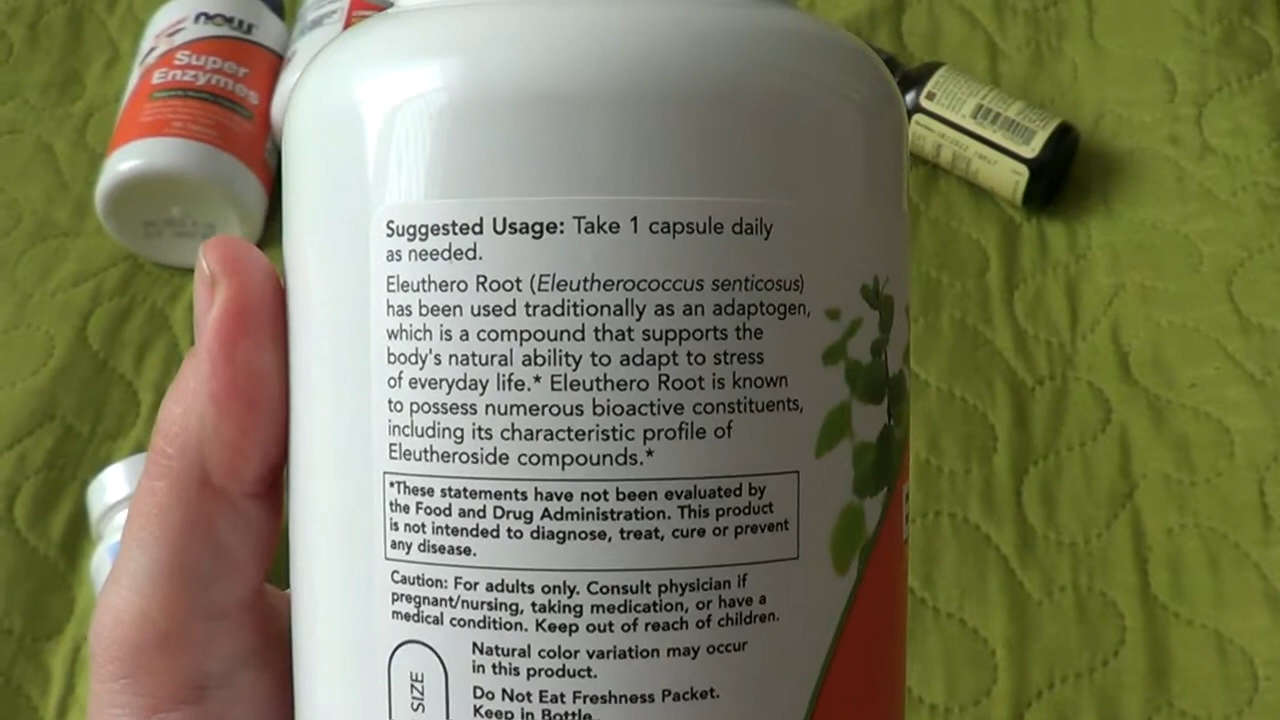 now
Super
Enzymes
Suggested Usage: Take 1 capsule daily
as needed.
Eleuthero Root (Eleutherococcus senticosus)
has been used traditionally as an adaptogen,
which is a compound that supports the
body's natural ability to adapt to stress
of everyday life.* Eleuthero Root is known
to possess numerous bioactive constituents,
including its characteristic profile of
Eleutheroside compounds.*
*These statements have not been evaluated by
the Food and Drug Administration. This product
is not intended to diagnose, treat, cure or prevent
any disease.
Caution: For adults only. Consult physician if
pregnant/nursing, taking medication, or have a
medical condition. Keep out of reach of children.
Natural color variation may occur
in this product.
Do Not Eat Freshness Packet.
Keep in Bottle.
SIZE